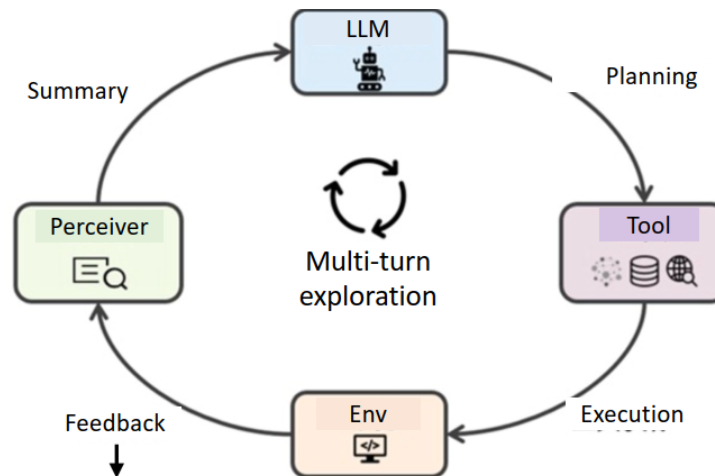 LLM
Summary
Planning
Perceiver
Tool
Multi-turn
exploration
Env
Feedback
Execution